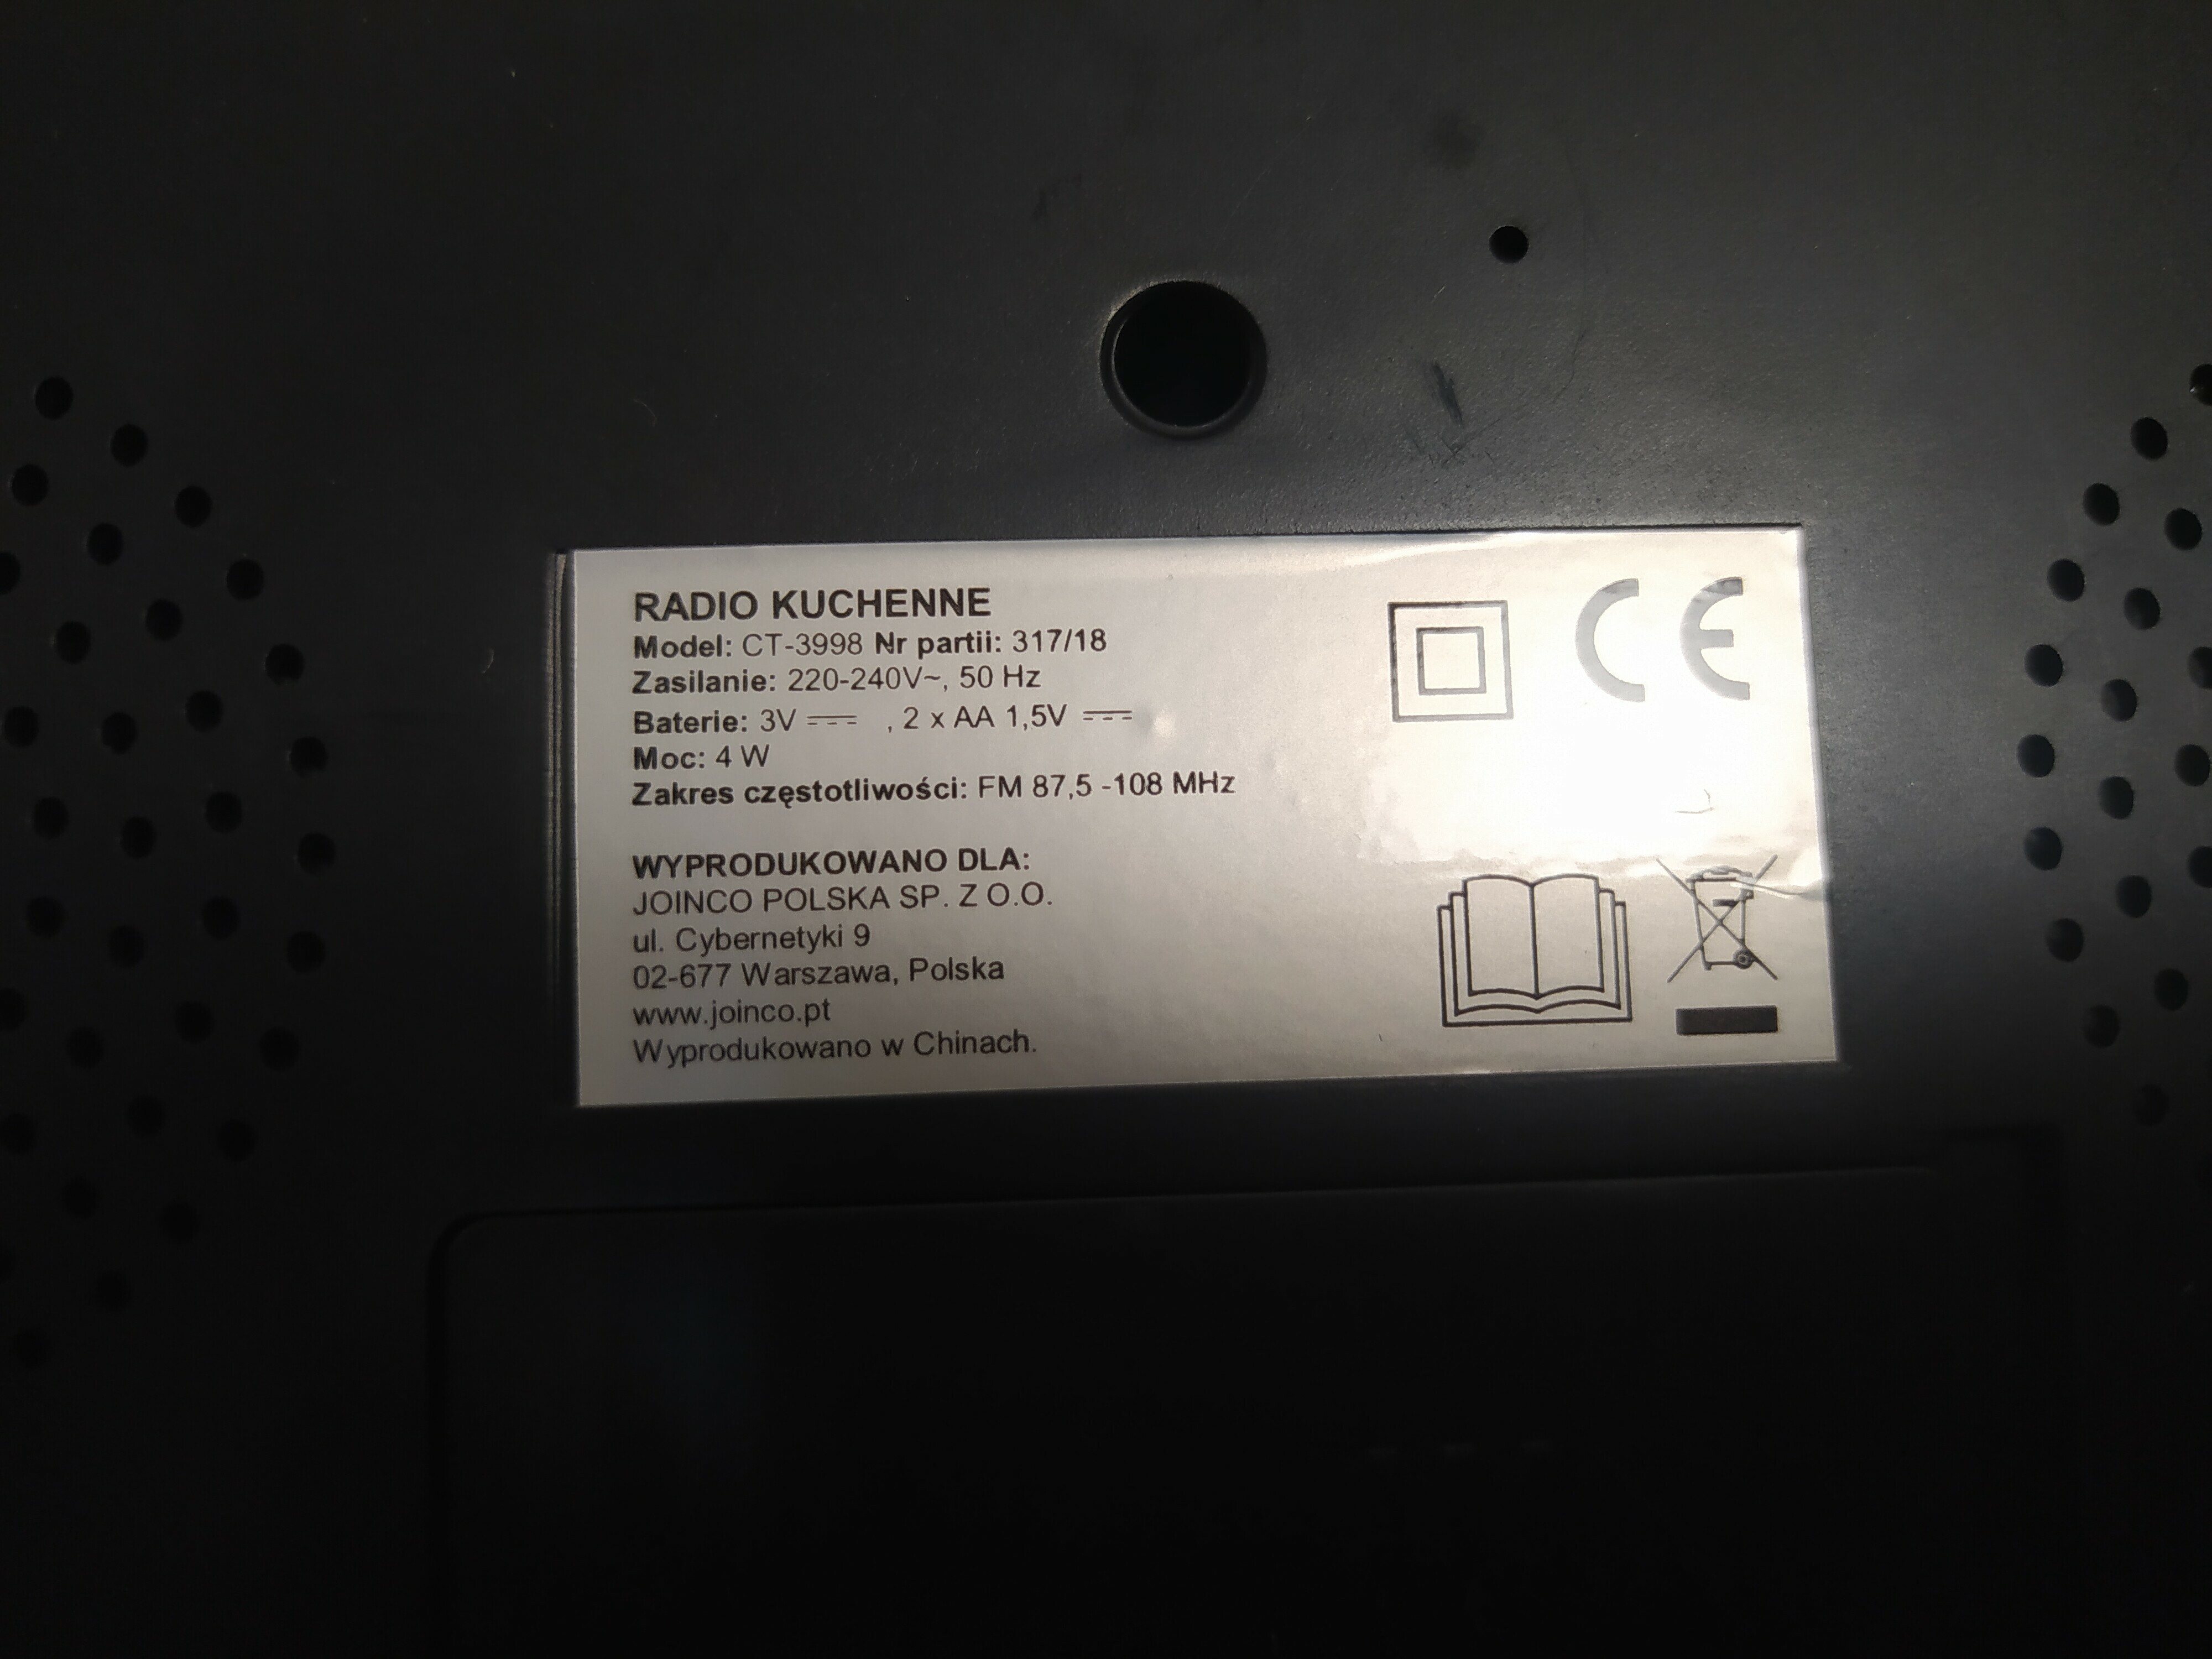 RADIO KUCHENNE
Model: CT-3998 Nr partii: 317/18
Zasilanie: 220-240V~, 50 Hz
Baterie: 3V ⎓ , 2 x AA 1,5V ⎓
Moc: 4 W
Zakres częstotliwości: FM 87,5 -108 MHz
WYPRODUKOWANO DLA:
JOINCO POLSKA SP. Z O.O.
ul. Cybernetyki 9
02-677 Warszawa, Polska
www.joinco.pt
Wyprodukowano w Chinach.
CE